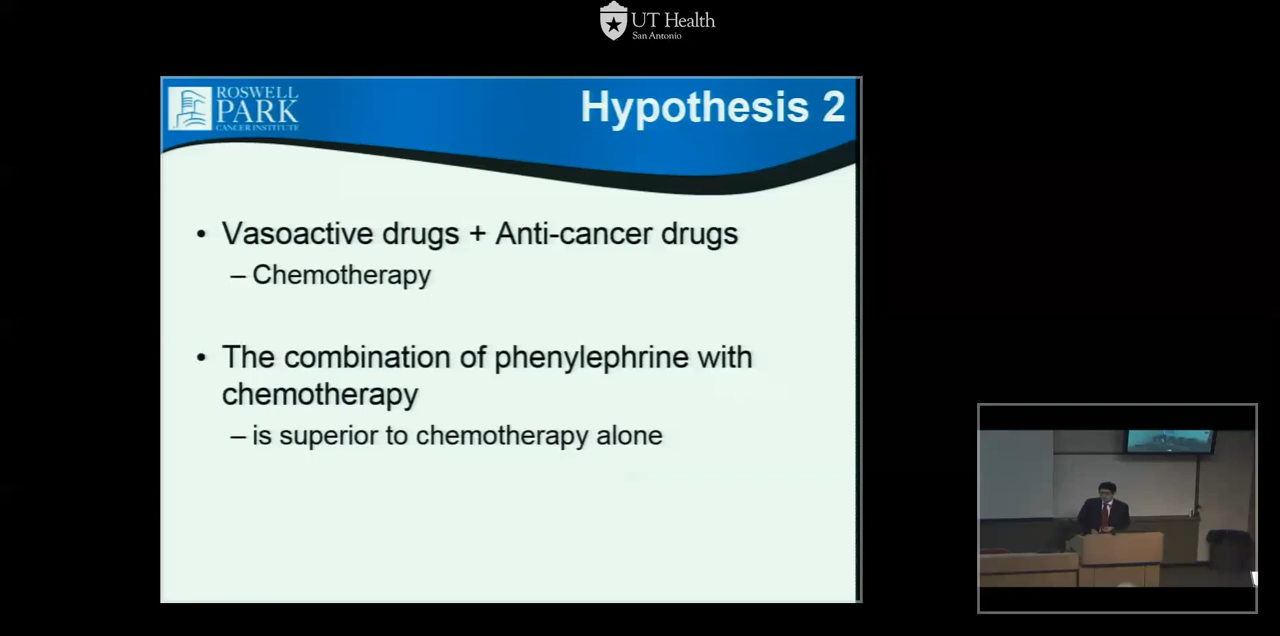 UT Health
San Antonio
ROSWELL
PARK
CANCER INSTITUTE
Hypothesis 2
• Vasoactive drugs + Anti-cancer drugs
– Chemotherapy
• The combination of phenylephrine with
chemotherapy
– is superior to chemotherapy alone